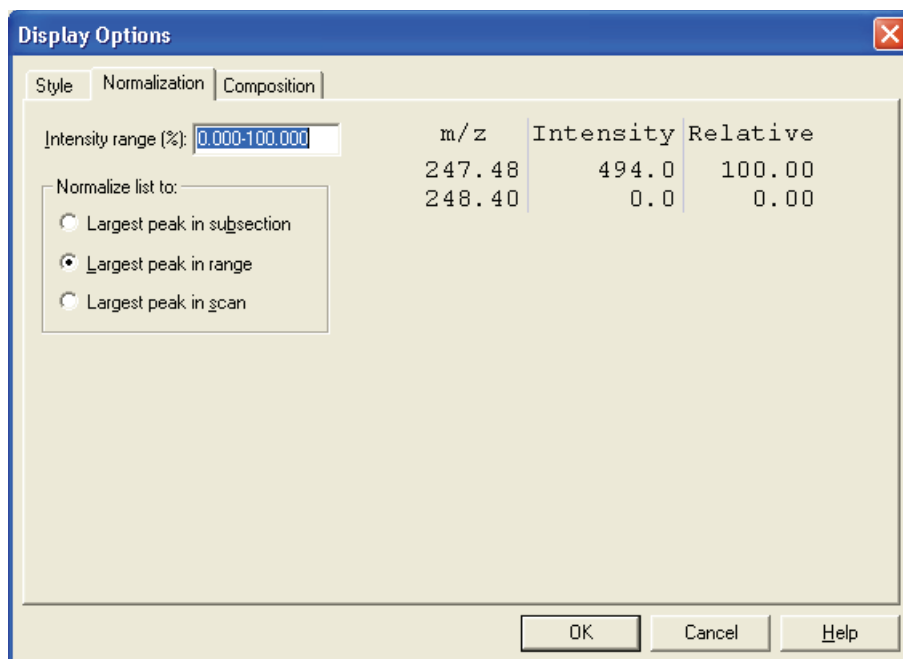 Display Options
Style Normalization Composition
Intensity range (%): 0.000-100.000
Normalize list to:
Largest peak in subsection
Largest peak in range
Largest peak in scan
m/z Intensity Relative
247.48 494.0 100.00
248.40 0.0 0.00
OK Cancel Help